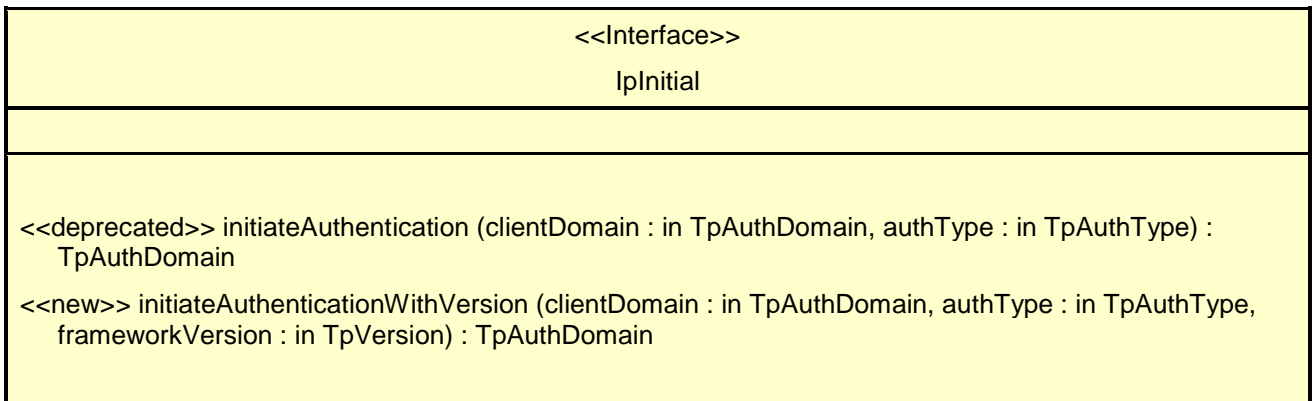 <<Interface>>
IpInitial
<<deprecated>> initiateAuthentication (clientDomain : in TpAuthDomain, authType : in TpAuthType) :
TpAuthDomain
<<new>> initiateAuthenticationWithVersion (clientDomain : in TpAuthDomain, authType : in TpAuthType,
frameworkVersion : in TpVersion) : TpAuthDomain